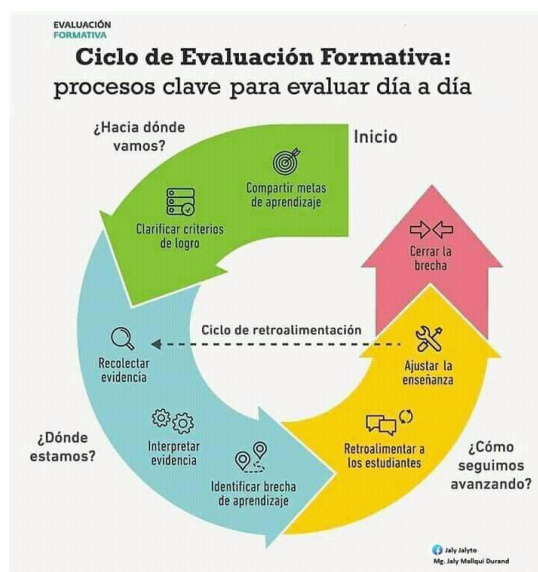 EVALUACIÓN
FORMATIVA
Ciclo de Evaluación Formativa:
procesos clave para evaluar día a día
Inicio
¿Hacia dónde
vamos?
Compartir metas
de aprendizaje
Clarificar criterios
de logro
Ciclo de retroalimentación
Recolectar
evidencia
Interpretar
evidencia
Identificar brecha
de aprendizaje
¿Dónde
estamos?
Retroalimentar a
los estudiantes
Ajustar la
enseñanza
Cerrar la
brecha
¿Cómo
seguimos
avanzando?
Jaly Jalyto
Mg. Jaly Mallqui Durand